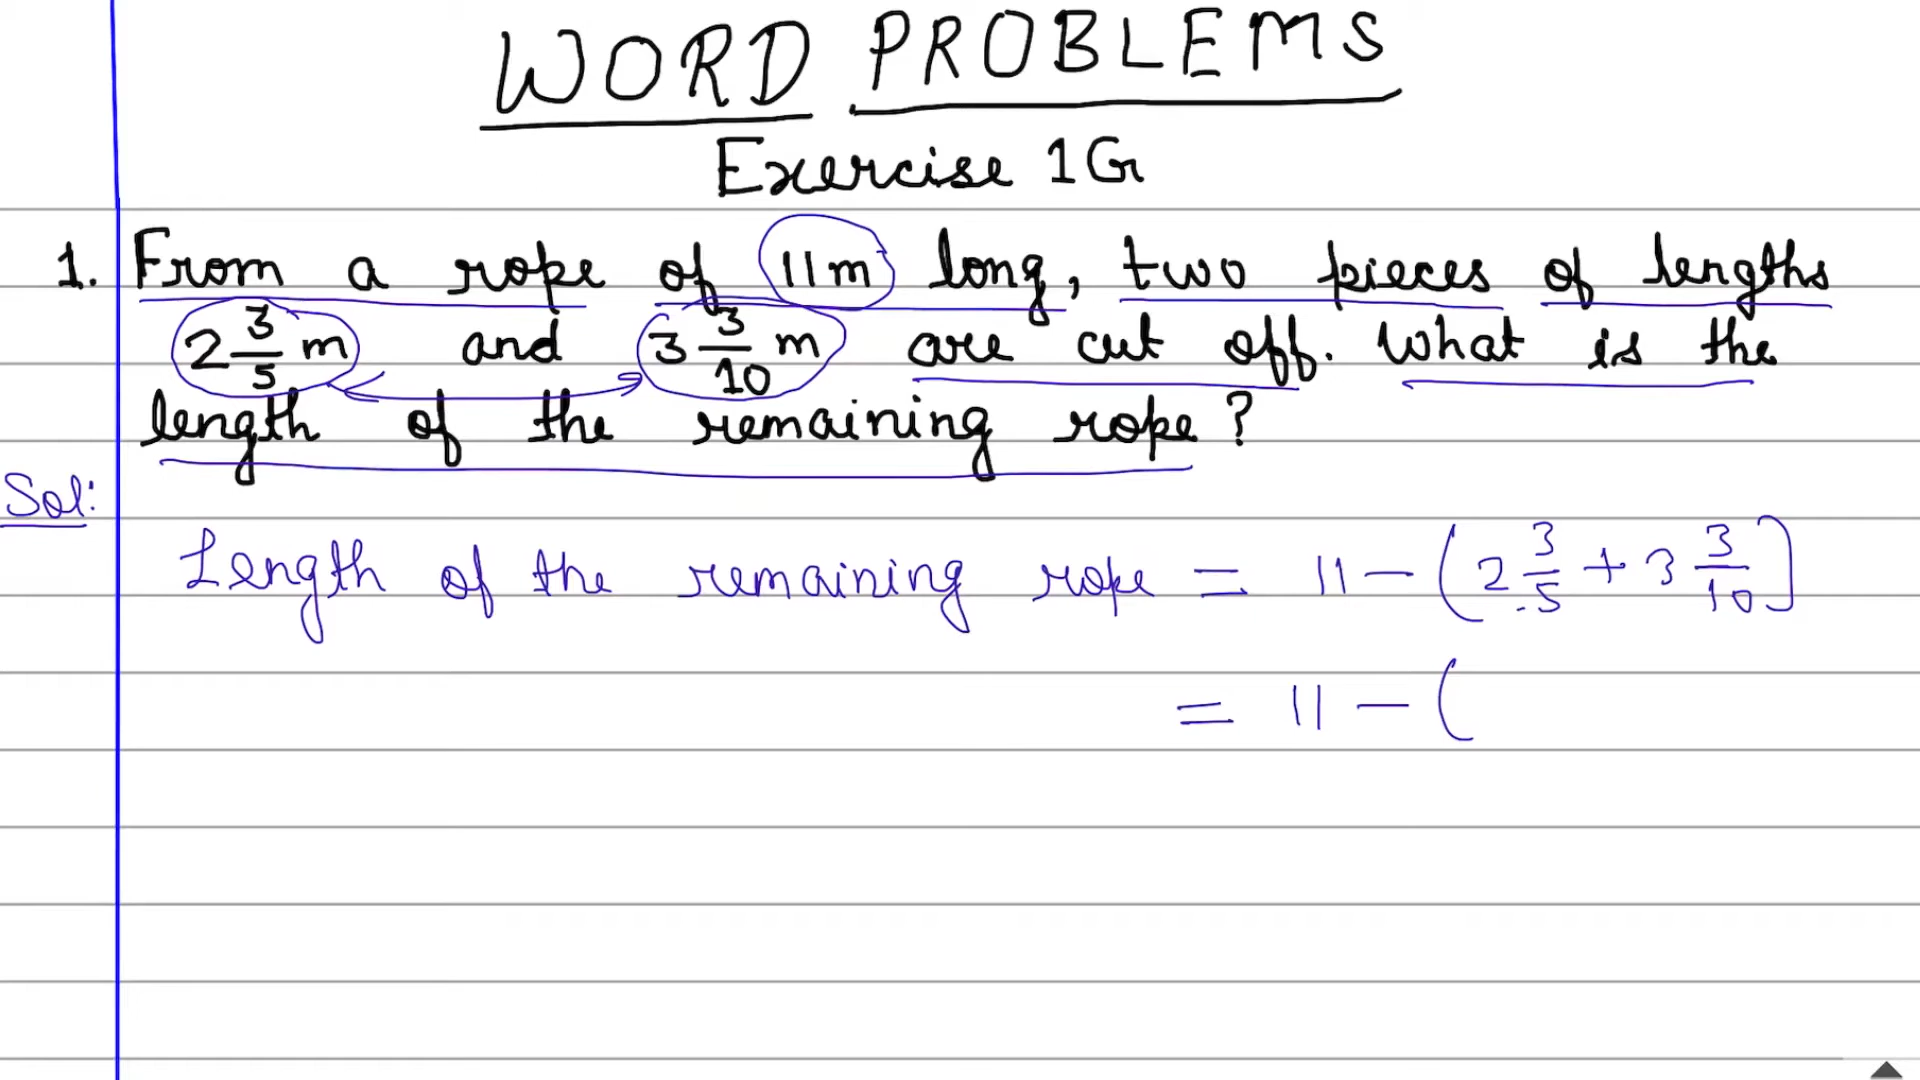 WORD PROBLEMS
Exercise 1G
1. From a rope of 11m long, two pieces of lengths
2 3/5 m and 3 3/10 m are cut off. What is the
length of the remaining rope?
Sol:
Length of the remaining rope = 11 - (2 3/5 + 3 3/10)
= 11 - (